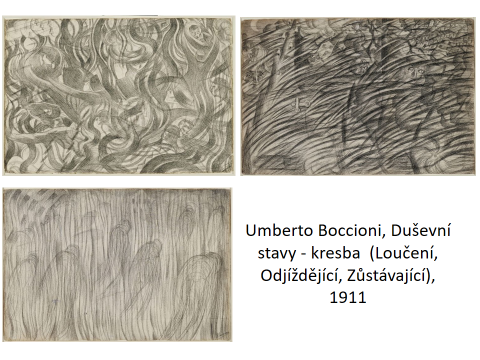 Umberto Boccioni, Duševní
stavy - kresba (Loučení,
Odjíždějící, Zůstávající),
1911